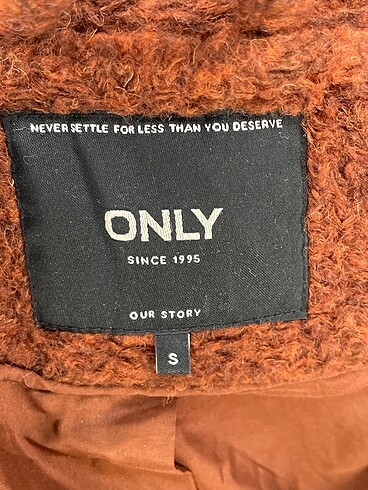 NEVER SETTLE FOR LESS THAN YOU DESERVE
ONLY
SINCE 1995
OUR STORY
S